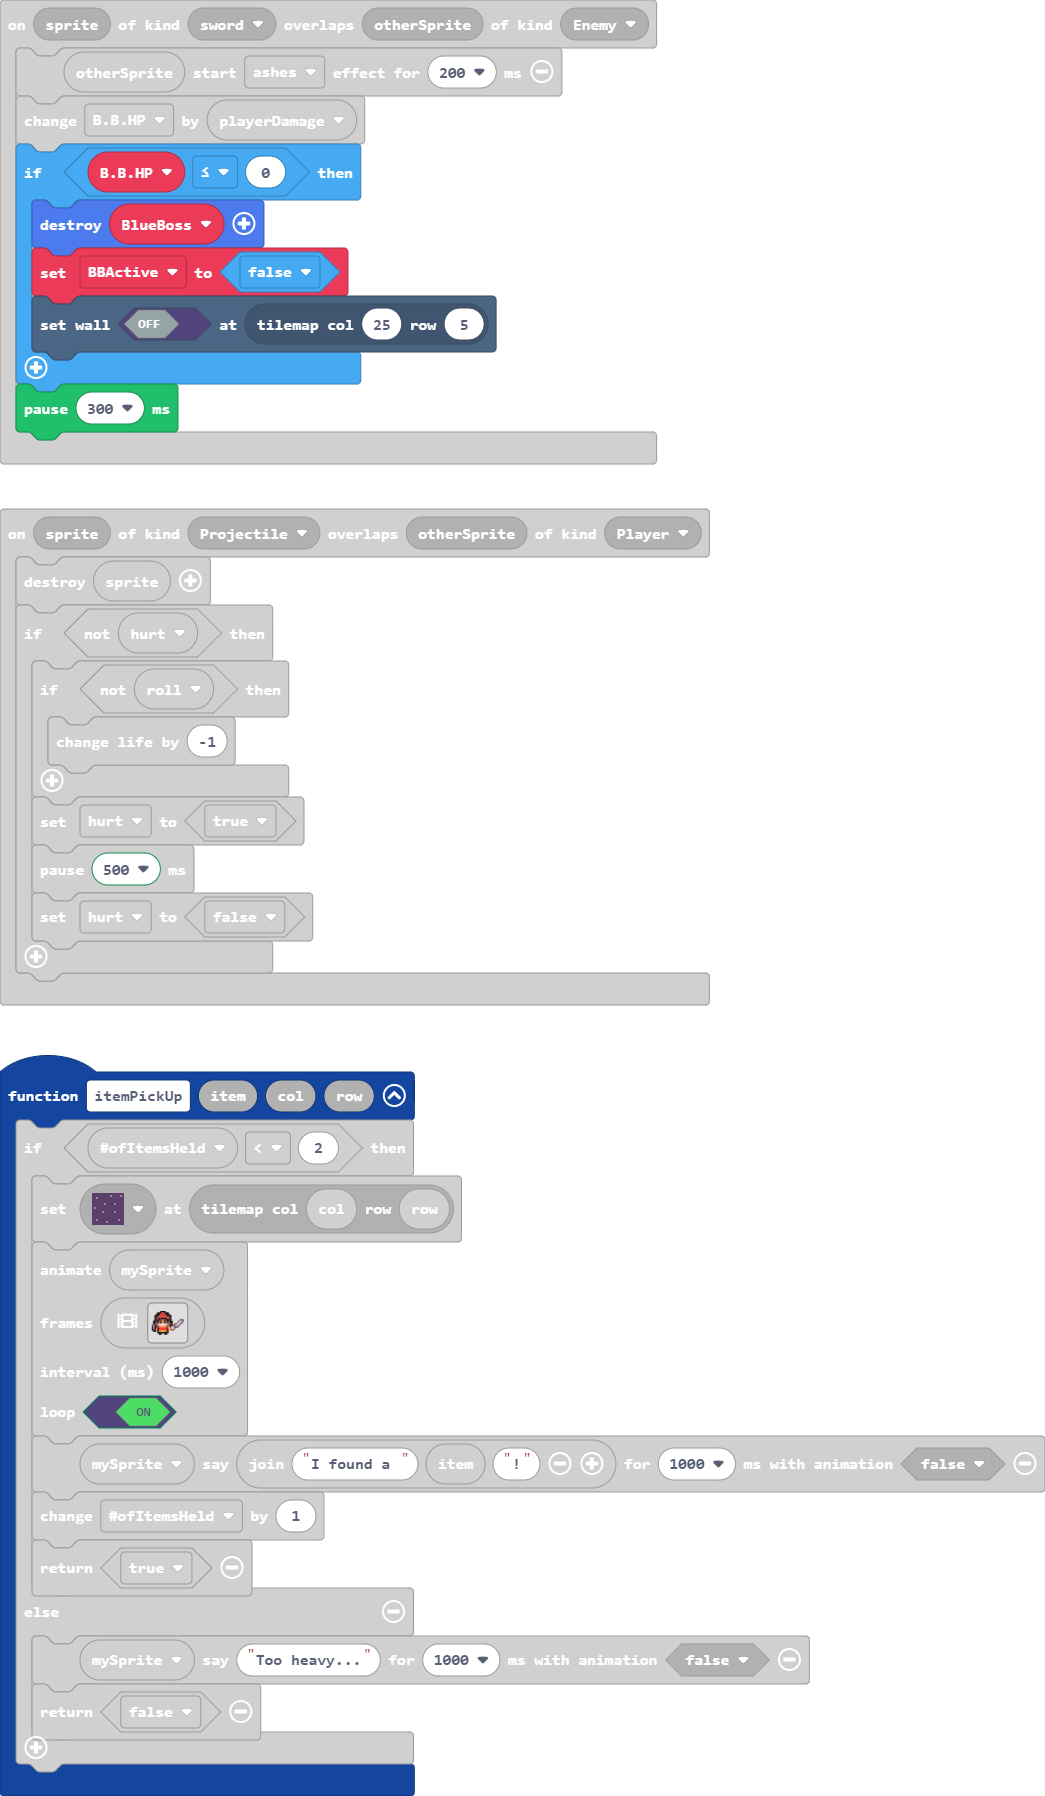 on sprite of kind sword overlaps otherSprite of kind Enemy
otherSprite start ashes effect for 200 ms
change B.B.HP by playerDamage
if B.B.HP ≤ 0 then
destroy BlueBoss
set BBActive to false
set wall OFF at tilemap col 25 row 5
pause 300 ms
on sprite of kind Projectile overlaps otherSprite of kind Player
destroy sprite
if not hurt then
if not roll then
change life by -1
set hurt to true
pause 500 ms
set hurt to false
function itemPickUp item col row
if #ofItemsHeld < 2 then
set at tilemap col col row row
animate mySprite
frames
interval (ms) 1000
loop ON
mySprite say join "I found a " item "!" for 1000 ms with animation false
change #ofItemsHeld by 1
return true
else
mySprite say "Too heavy..." for 1000 ms with animation false
return false